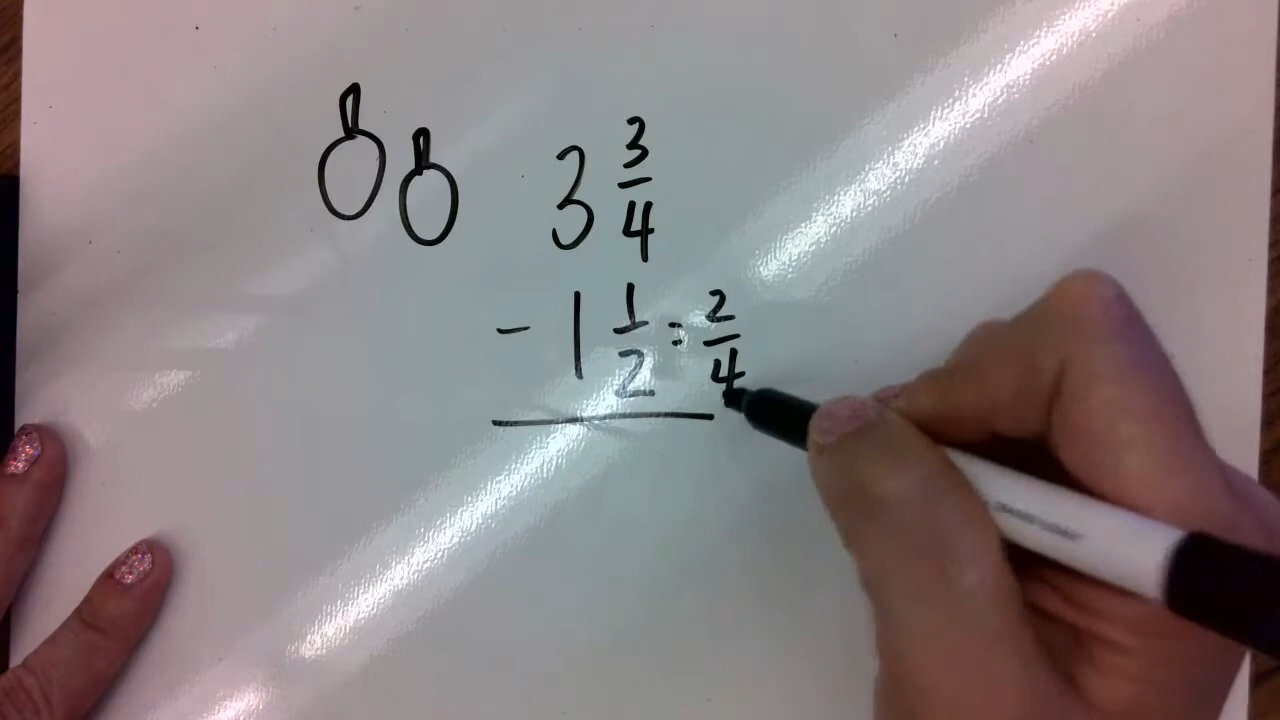 3 3/4
- 1 1/2 = 2/4